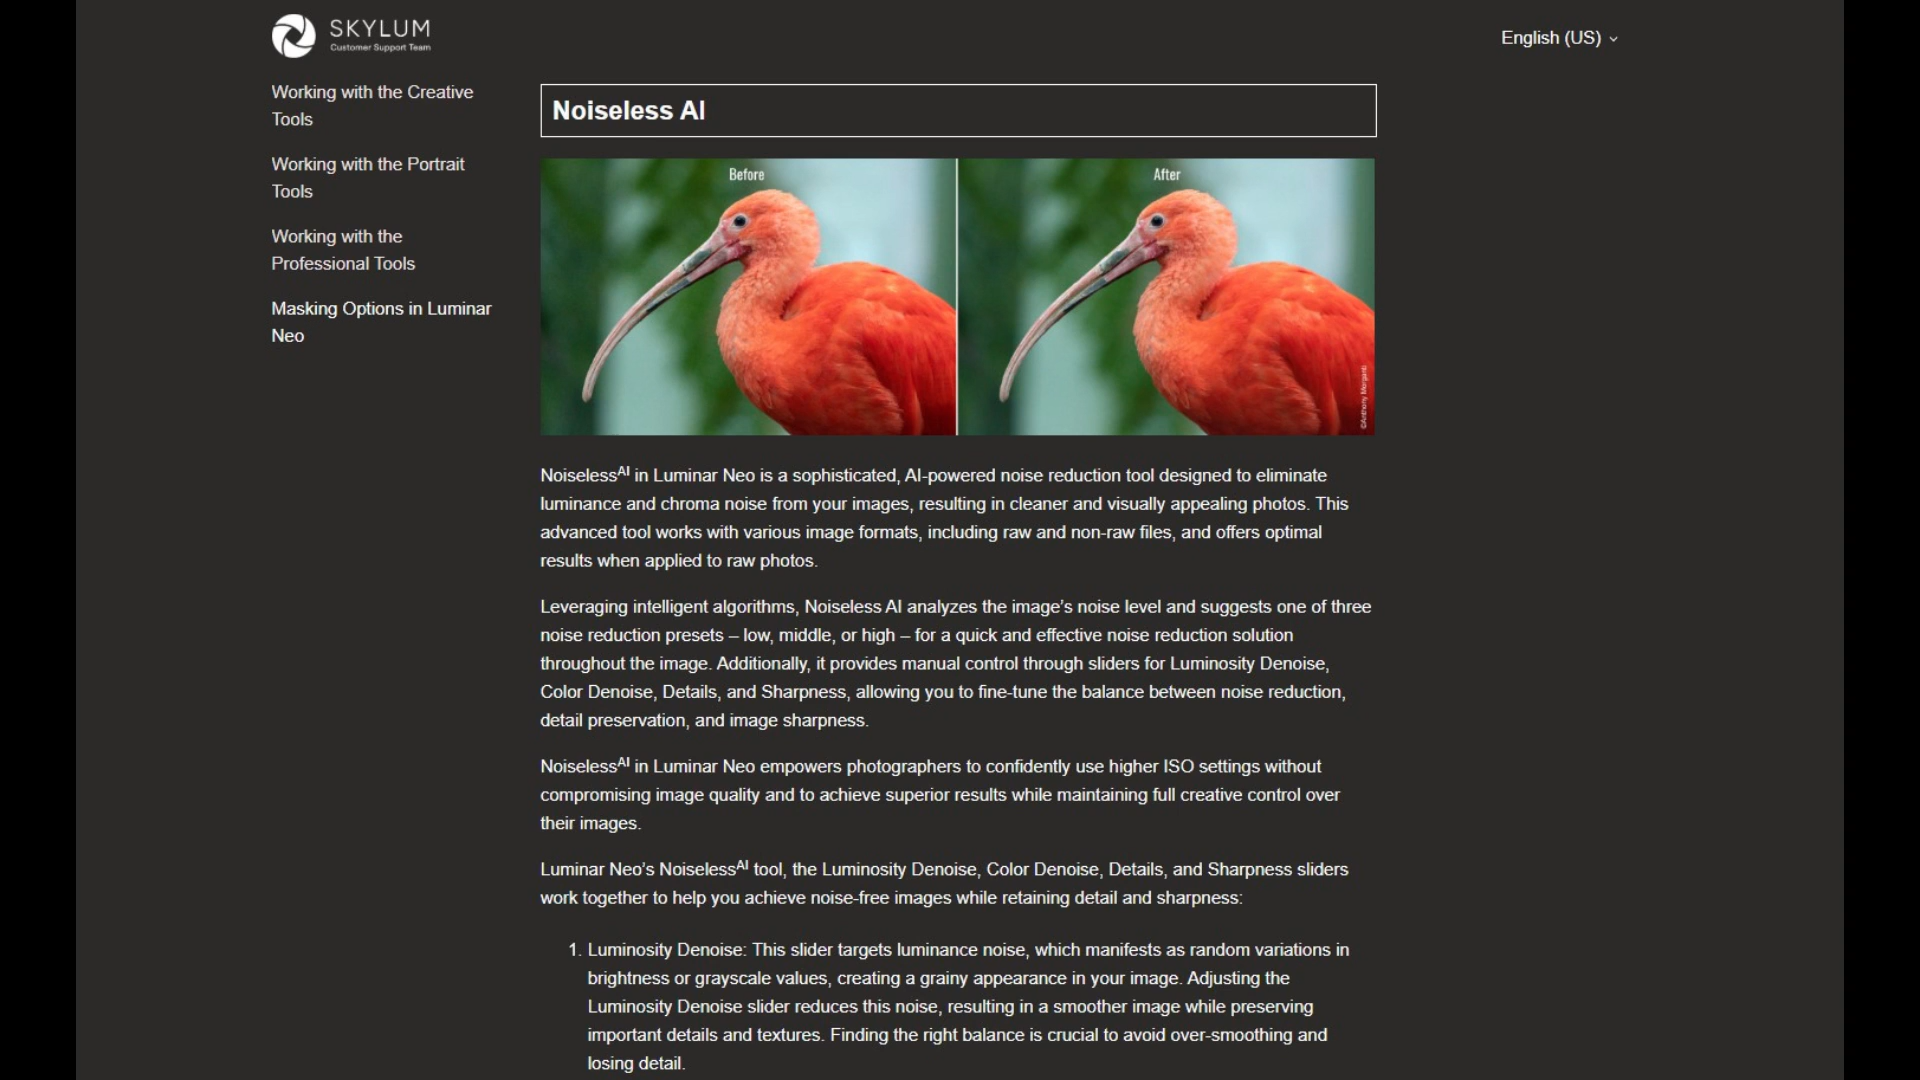 SKYLUM
Customer Support Team
English (US)
Working with the Creative
Tools
Working with the Portrait
Tools
Working with the
Professional Tools
Masking Options in Luminar
Neo
Noiseless AI
Before
After
©Anthony Morganti
Noiseless^AI in Luminar Neo is a sophisticated, AI-powered noise reduction tool designed to eliminate
luminance and chroma noise from your images, resulting in cleaner and visually appealing photos. This
advanced tool works with various image formats, including raw and non-raw files, and offers optimal
results when applied to raw photos.
Leveraging intelligent algorithms, Noiseless AI analyzes the image’s noise level and suggests one of three
noise reduction presets – low, middle, or high – for a quick and effective noise reduction solution
throughout the image. Additionally, it provides manual control through sliders for Luminosity Denoise,
Color Denoise, Details, and Sharpness, allowing you to fine-tune the balance between noise reduction,
detail preservation, and image sharpness.
Noiseless^AI in Luminar Neo empowers photographers to confidently use higher ISO settings without
compromising image quality and to achieve superior results while maintaining full creative control over
their images.
Luminar Neo’s Noiseless^AI tool, the Luminosity Denoise, Color Denoise, Details, and Sharpness sliders
work together to help you achieve noise-free images while retaining detail and sharpness:
1. Luminosity Denoise: This slider targets luminance noise, which manifests as random variations in
brightness or grayscale values, creating a grainy appearance in your image. Adjusting the
Luminosity Denoise slider reduces this noise, resulting in a smoother image while preserving
important details and textures. Finding the right balance is crucial to avoid over-smoothing and
losing detail.